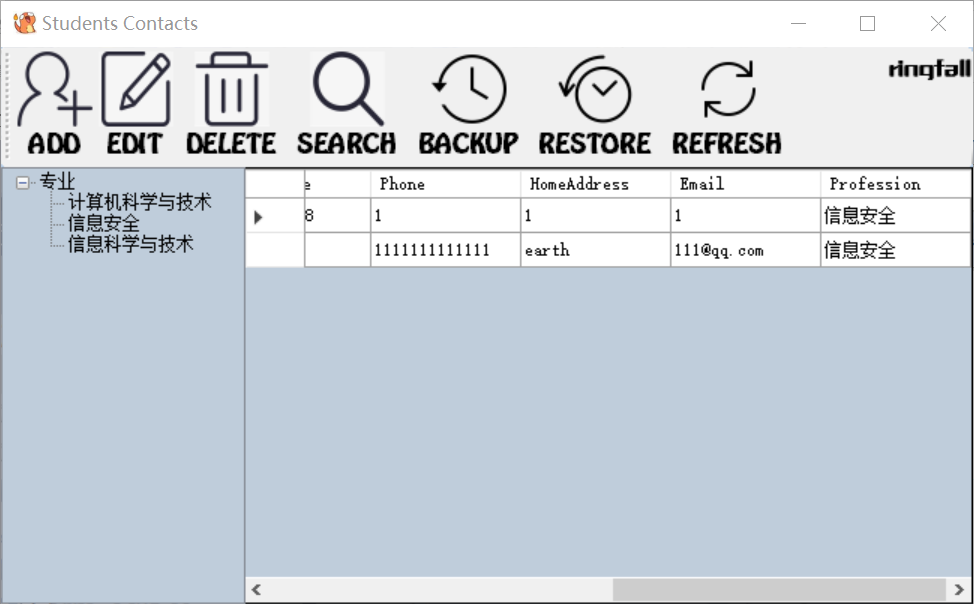 Students Contacts
ADD EDIT DELETE SEARCH BACKUP RESTORE REFRESH ringfall
专业
计算机科学与技术
信息安全
信息科学与技术
e Phone HomeAddress Email Profession
8 1 1 1 信息安全
1111111111111 earth 111@qq.com 信息安全